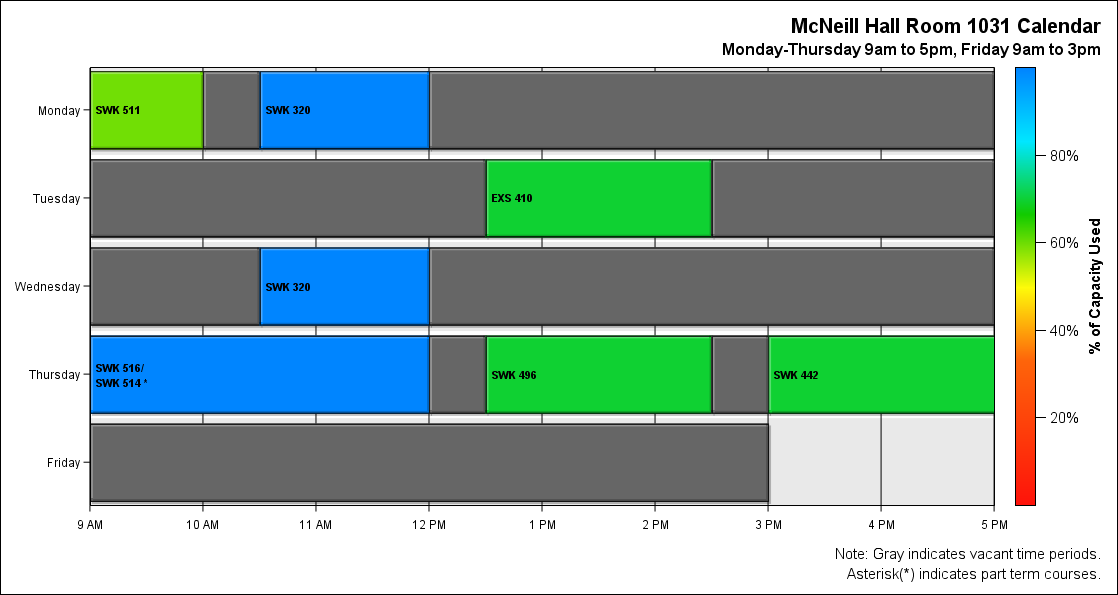 McNeill Hall Room 1031 Calendar
Monday-Thursday 9am to 5pm, Friday 9am to 3pm
Monday
SWK 511
SWK 320
Tuesday
EXS 410
Wednesday
SWK 320
Thursday
SWK 516/
SWK 514 *
SWK 496
SWK 442
Friday
9 AM
10 AM
11 AM
12 PM
1 PM
2 PM
3 PM
4 PM
5 PM
80%
60%
40%
20%
% of Capacity Used
Note: Gray indicates vacant time periods.
Asterisk(*) indicates part term courses.